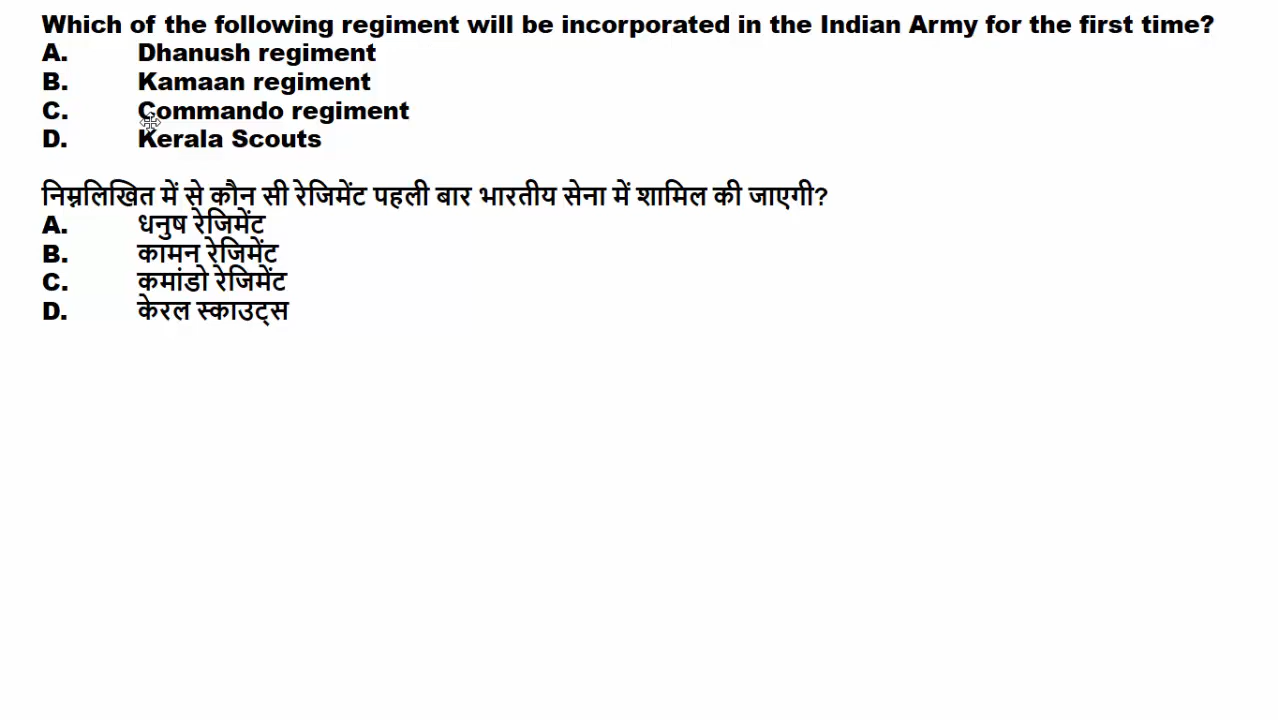 Which of the following regiment will be incorporated in the Indian Army for the first time?
A. Dhanush regiment
B. Kamaan regiment
C. Commando regiment
D. Kerala Scouts
निम्नलिखित में से कौन सी रेजिमेंट पहली बार भारतीय सेना में शामिल की जाएगी?
A. धनुष रेजिमेंट
B. कामन रेजिमेंट
C. कमांडो रेजिमेंट
D. केरल स्काउट्स